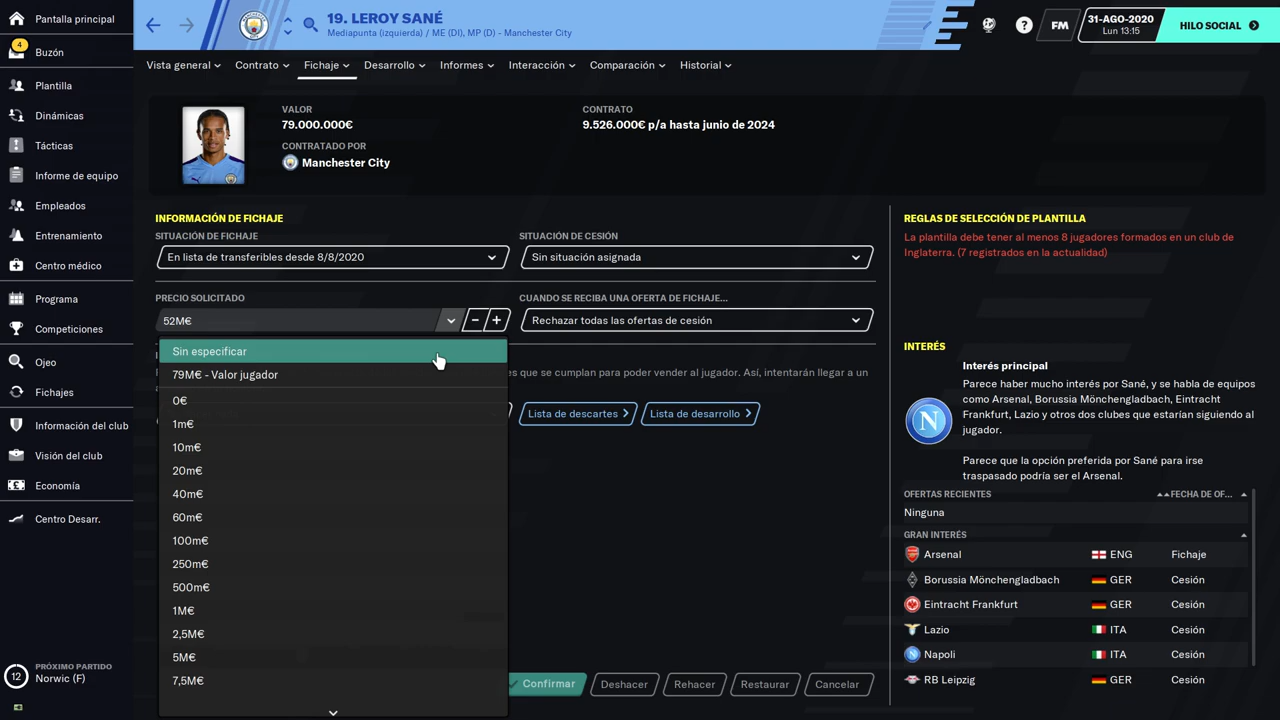 Pantalla principal
4
Buzón
Plantilla
Dinámicas
Tácticas
Informe de equipo
Empleados
Entrenamiento
Centro médico
Programa
Competiciones
Ojeo
Fichajes
Información del club
Visión del club
Economía
Centro Desarr.
12
PRÓXIMO PARTIDO
Norwic (F)
19. LEROY SANÉ
Mediapunta (izquierda) / ME (DI), MP (D) - Manchester City
?
FM
31-AGO-2020
Lun 13:15
HILO SOCIAL
Vista general
Contrato
Fichaje
Desarrollo
Informes
Interacción
Comparación
Historial
VALOR
79.000.000€
CONTRATADO POR
Manchester City
CONTRATO
9.526.000€ p/a hasta junio de 2024
INFORMACIÓN DE FICHAJE
SITUACIÓN DE FICHAJE
En lista de transferibles desde 8/8/2020
SITUACIÓN DE CESIÓN
Sin situación asignada
PRECIO SOLICITADO
52M€
CUANDO SE RECIBA UNA OFERTA DE FICHAJE...
Rechazar todas las ofertas de cesión
Sin especificar
79M€ - Valor jugador
0€
1m€
10m€
20m€
40m€
60m€
100m€
250m€
500m€
1M€
2,5M€
5M€
7,5M€
es que se cumplan para poder vender al jugador. Así, intentarán llegar a un
Lista de descartes
Lista de desarrollo
Confirmar
Deshacer
Rehacer
Restaurar
Cancelar
REGLAS DE SELECCIÓN DE PLANTILLA
La plantilla debe tener al menos 8 jugadores formados en un club de
Inglaterra. (7 registrados en la actualidad)
INTERÉS
Interés principal
Parece haber mucho interés por Sané, y se habla de equipos
como Arsenal, Borussia Mönchengladbach, Eintracht
Frankfurt, Lazio y otros dos clubes que estarían siguiendo al
jugador.
Parece que la opción preferida por Sané para irse
traspasado podría ser el Arsenal.
OFERTAS RECIENTES
FECHA DE OF...
Ninguna
GRAN INTERÉS
Arsenal ENG Fichaje
Borussia Mönchengladbach GER Cesión
Eintracht Frankfurt GER Cesión
Lazio ITA Cesión
Napoli ITA Cesión
RB Leipzig GER Cesión